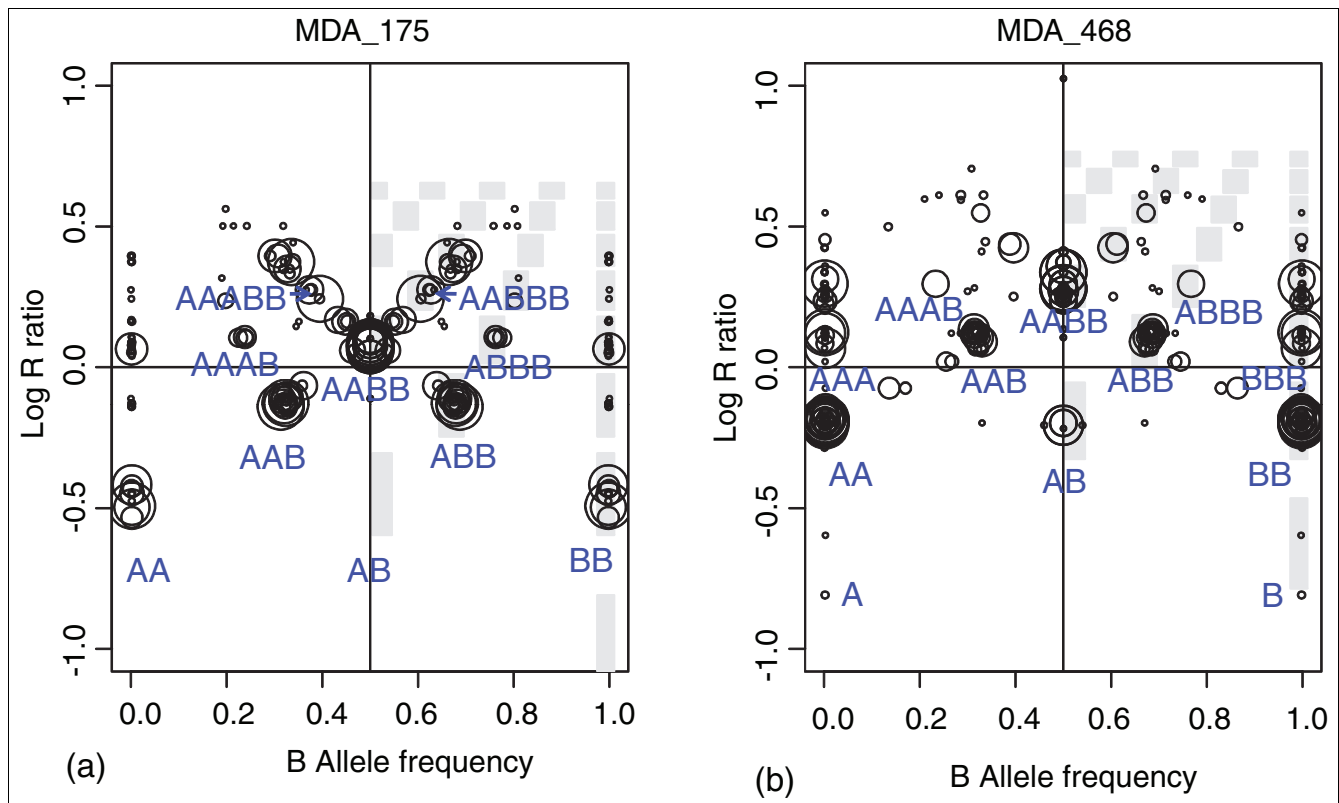 MDA_175
MDA_468
1.0
0.5
0.0
-0.5
-1.0
Log R ratio
AAABB
AABBB
AAAB
AABB
ABBB
AAB
ABB
AA
AB
BB
0.0 0.2 0.4 0.6 0.8 1.0
(a)
B Allele frequency
1.0
0.5
0.0
-0.5
-1.0
Log R ratio
AAAB
AABB
ABBB
AAA
AAB
ABB
BBB
AA
AB
BB
A
B
0.0 0.2 0.4 0.6 0.8 1.0
(b)
B Allele frequency